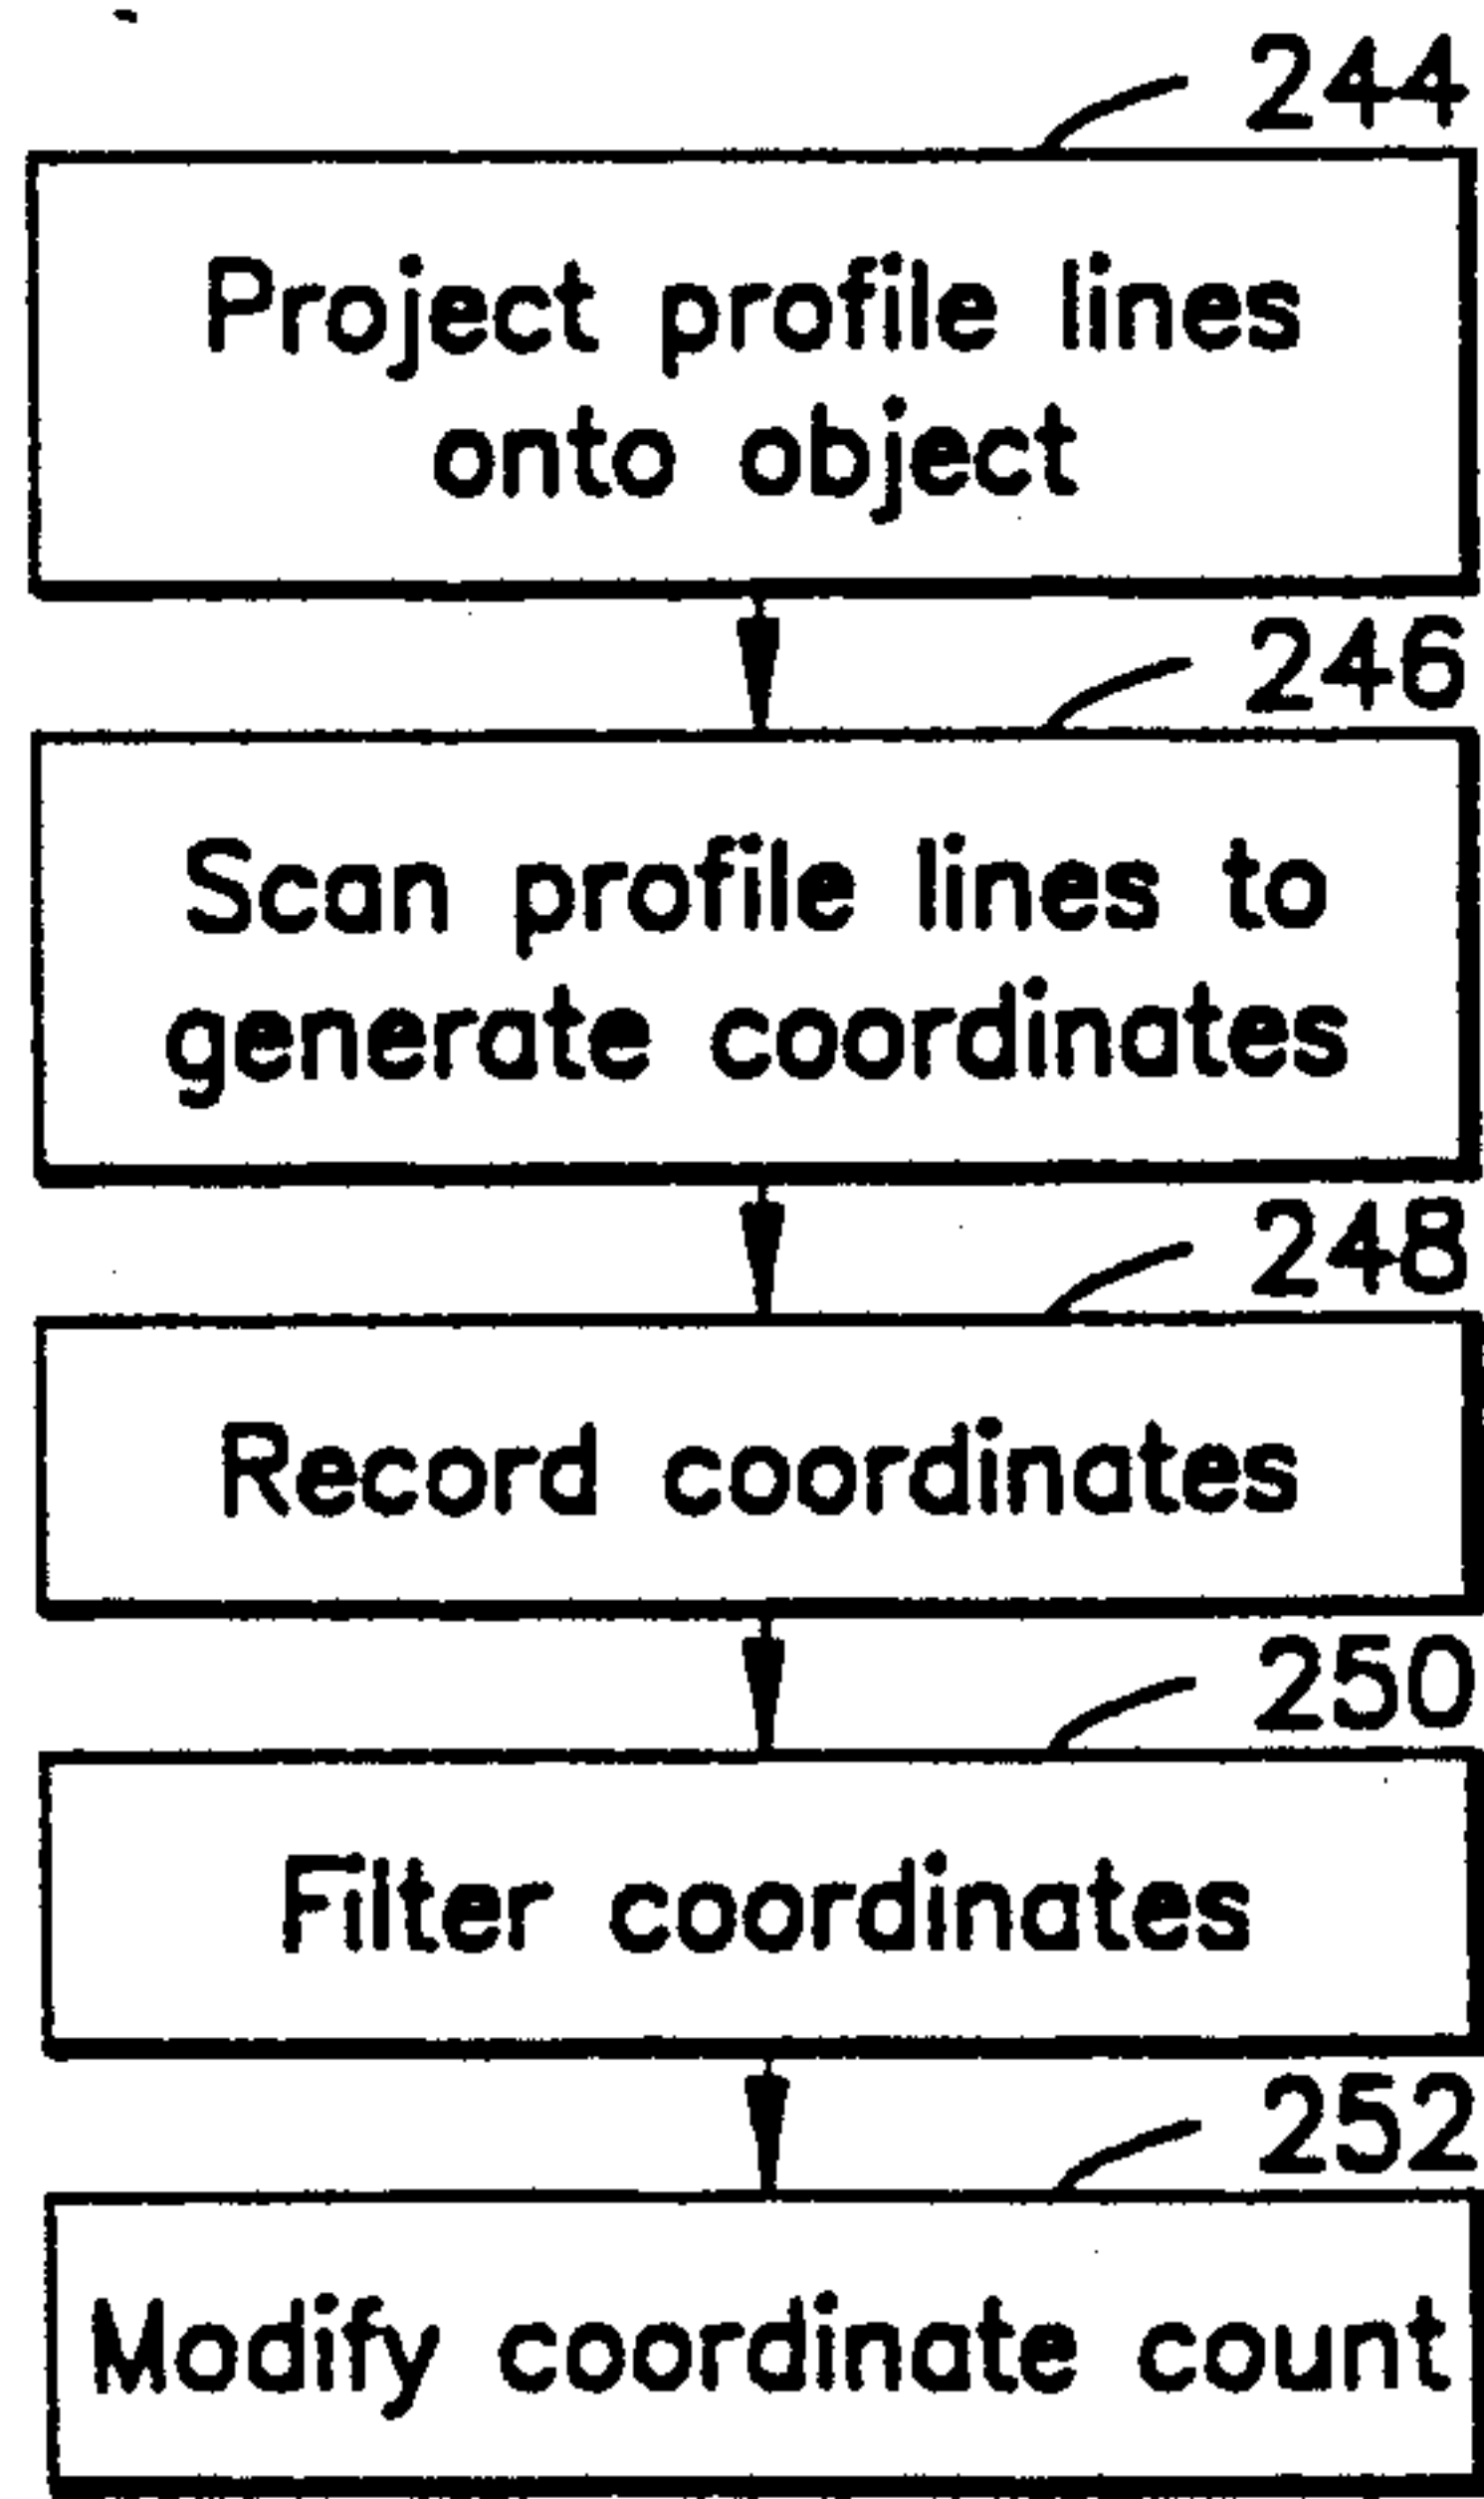 244
Project profile lines
onto object
246
Scan profile lines to
generate coordinates
248
Record coordinates
250
Filter coordinates
252
Modify coordinate count